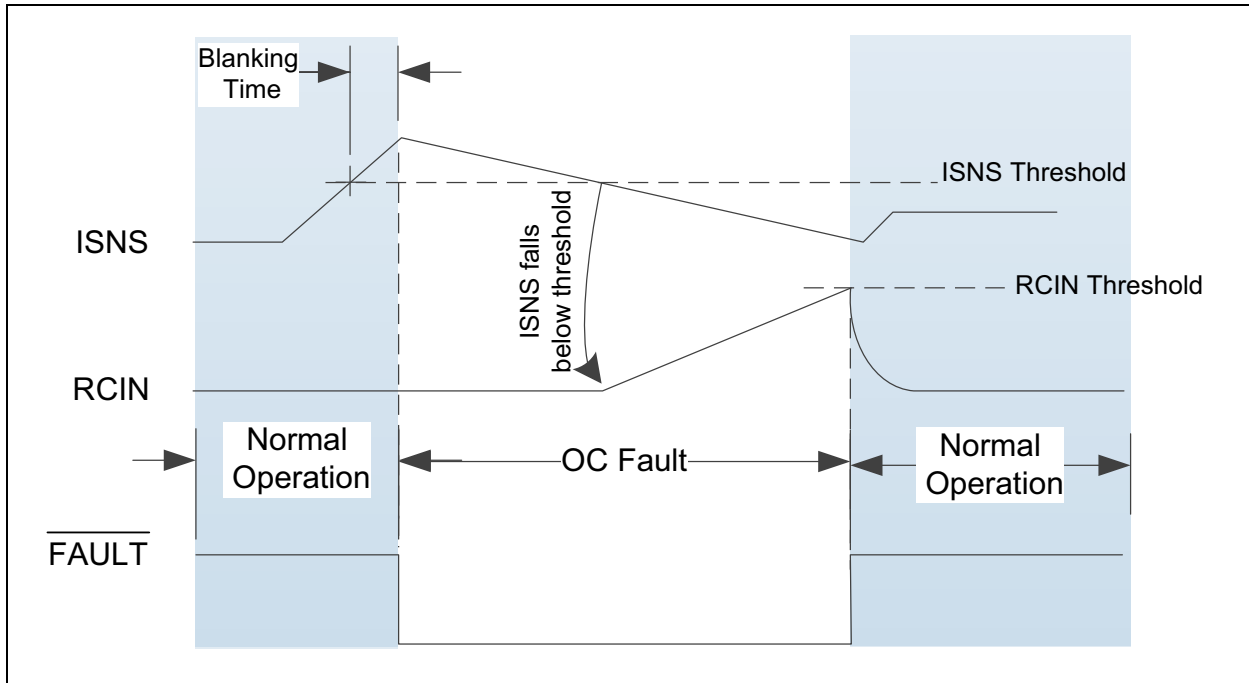 Blanking
Time
ISNS Threshold
ISNS
ISNS falls
below threshold
RCIN Threshold
RCIN
Normal
Operation
OC Fault
Normal
Operation
FAULT